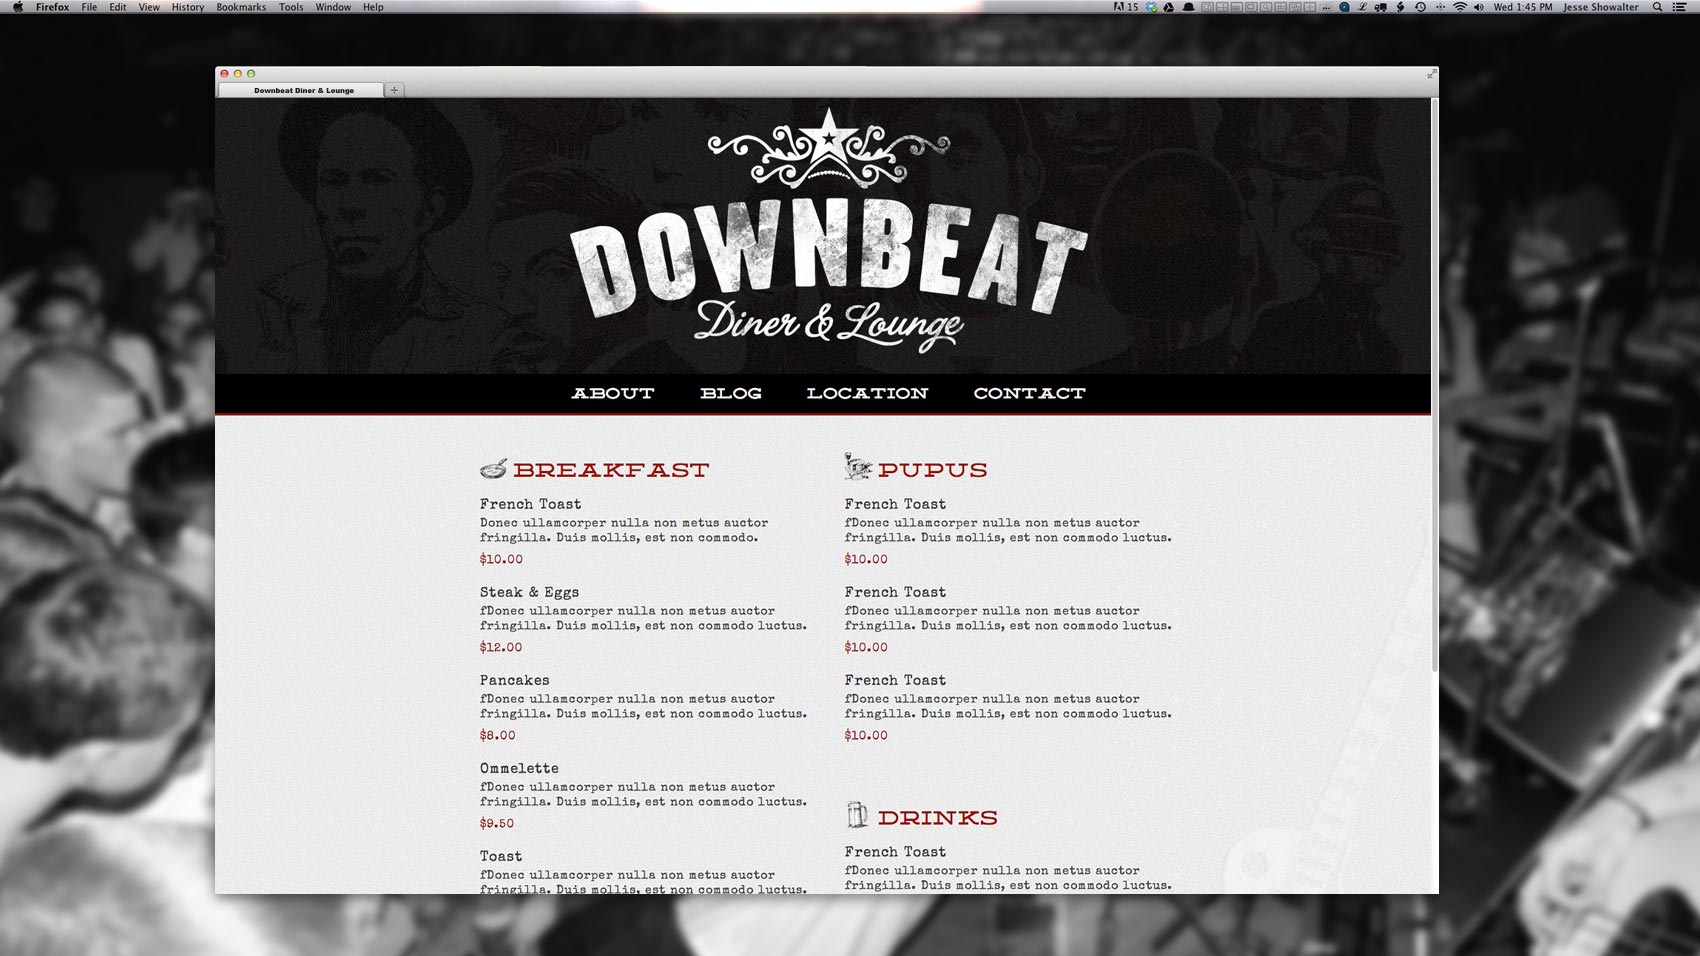 Firefox File Edit View History Bookmarks Tools Window Help 15 Wed 1:45 PM Jesse Showalter
Downbeat Diner & Lounge
DOWNBEAT
Diner & Lounge
ABOUT BLOG LOCATION CONTACT
BREAKFAST
French Toast
Donec ullamcorper nulla non metus auctor
fringilla. Duis mollis, est non commodo.
$10.00
Steak & Eggs
fDonec ullamcorper nulla non metus auctor
fringilla. Duis mollis, est non commodo luctus.
$12.00
Pancakes
fDonec ullamcorper nulla non metus auctor
fringilla. Duis mollis, est non commodo luctus.
$8.00
Ommelette
fDonec ullamcorper nulla non metus auctor
fringilla. Duis mollis, est non commodo luctus.
$9.50
Toast
fDonec ullamcorper nulla non metus auctor
fringilla. Duis mollis, est non commodo luctus.
PUPUS
French Toast
fDonec ullamcorper nulla non metus auctor
fringilla. Duis mollis, est non commodo luctus.
$10.00
French Toast
fDonec ullamcorper nulla non metus auctor
fringilla. Duis mollis, est non commodo luctus.
$10.00
French Toast
fDonec ullamcorper nulla non metus auctor
fringilla. Duis mollis, est non commodo luctus.
$10.00
DRINKS
French Toast
fDonec ullamcorper nulla non metus auctor
fringilla. Duis mollis, est non commodo luctus.